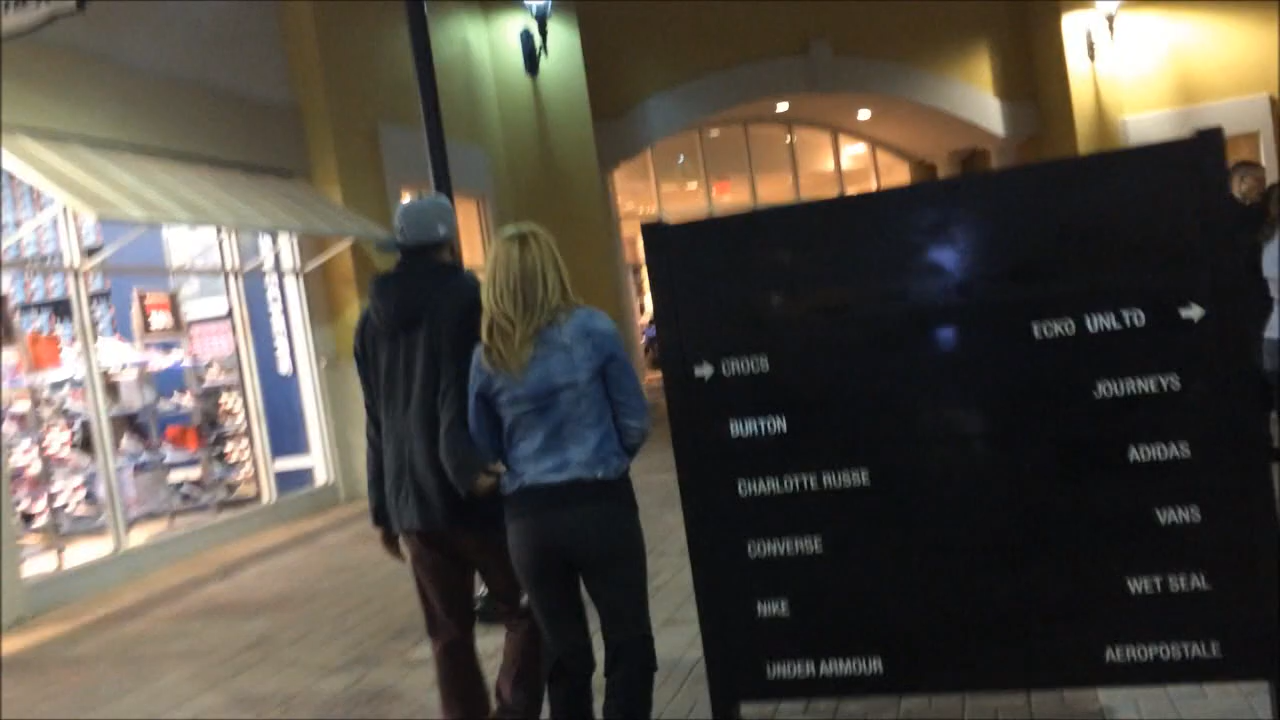 CROCS
BURTON
CHARLOTTE RUSSE
CONVERSE
NIKE
UNDER ARMOUR
ECKO UNLTD
JOURNEYS
ADIDAS
VANS
WET SEAL
AEROPOSTALE